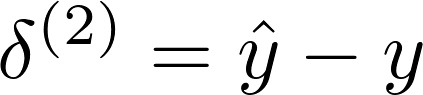 δ⁽²⁾ = ŷ − y